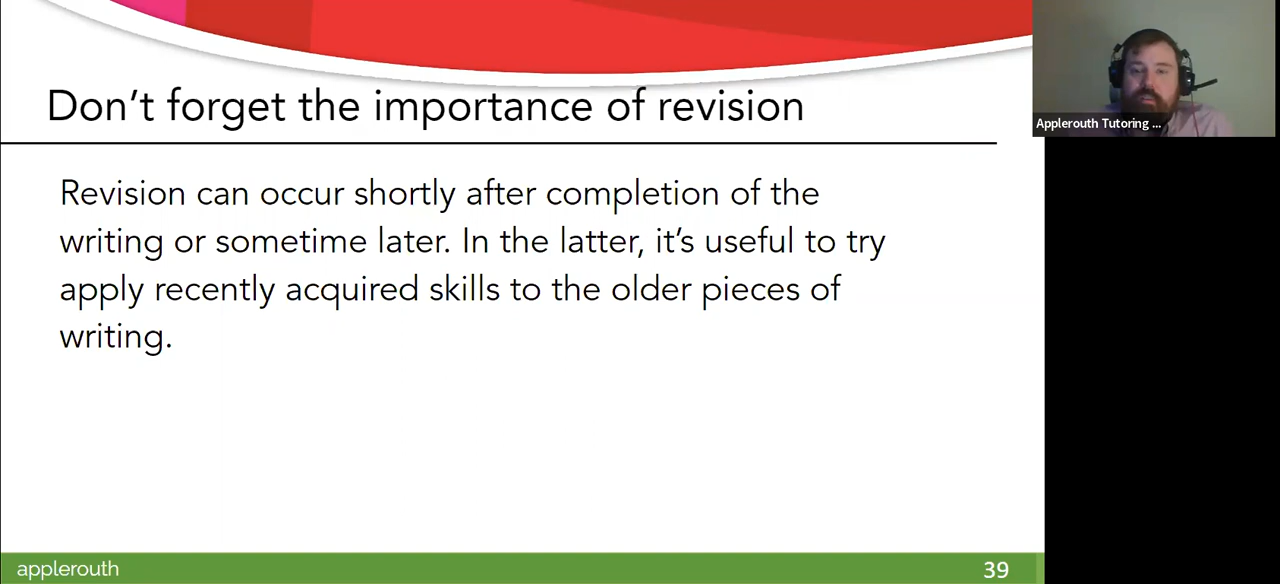 Don't forget the importance of revision
Applerouth Tutoring ...
Revision can occur shortly after completion of the
writing or sometime later. In the latter, it's useful to try
apply recently acquired skills to the older pieces of
writing.
applerouth
39